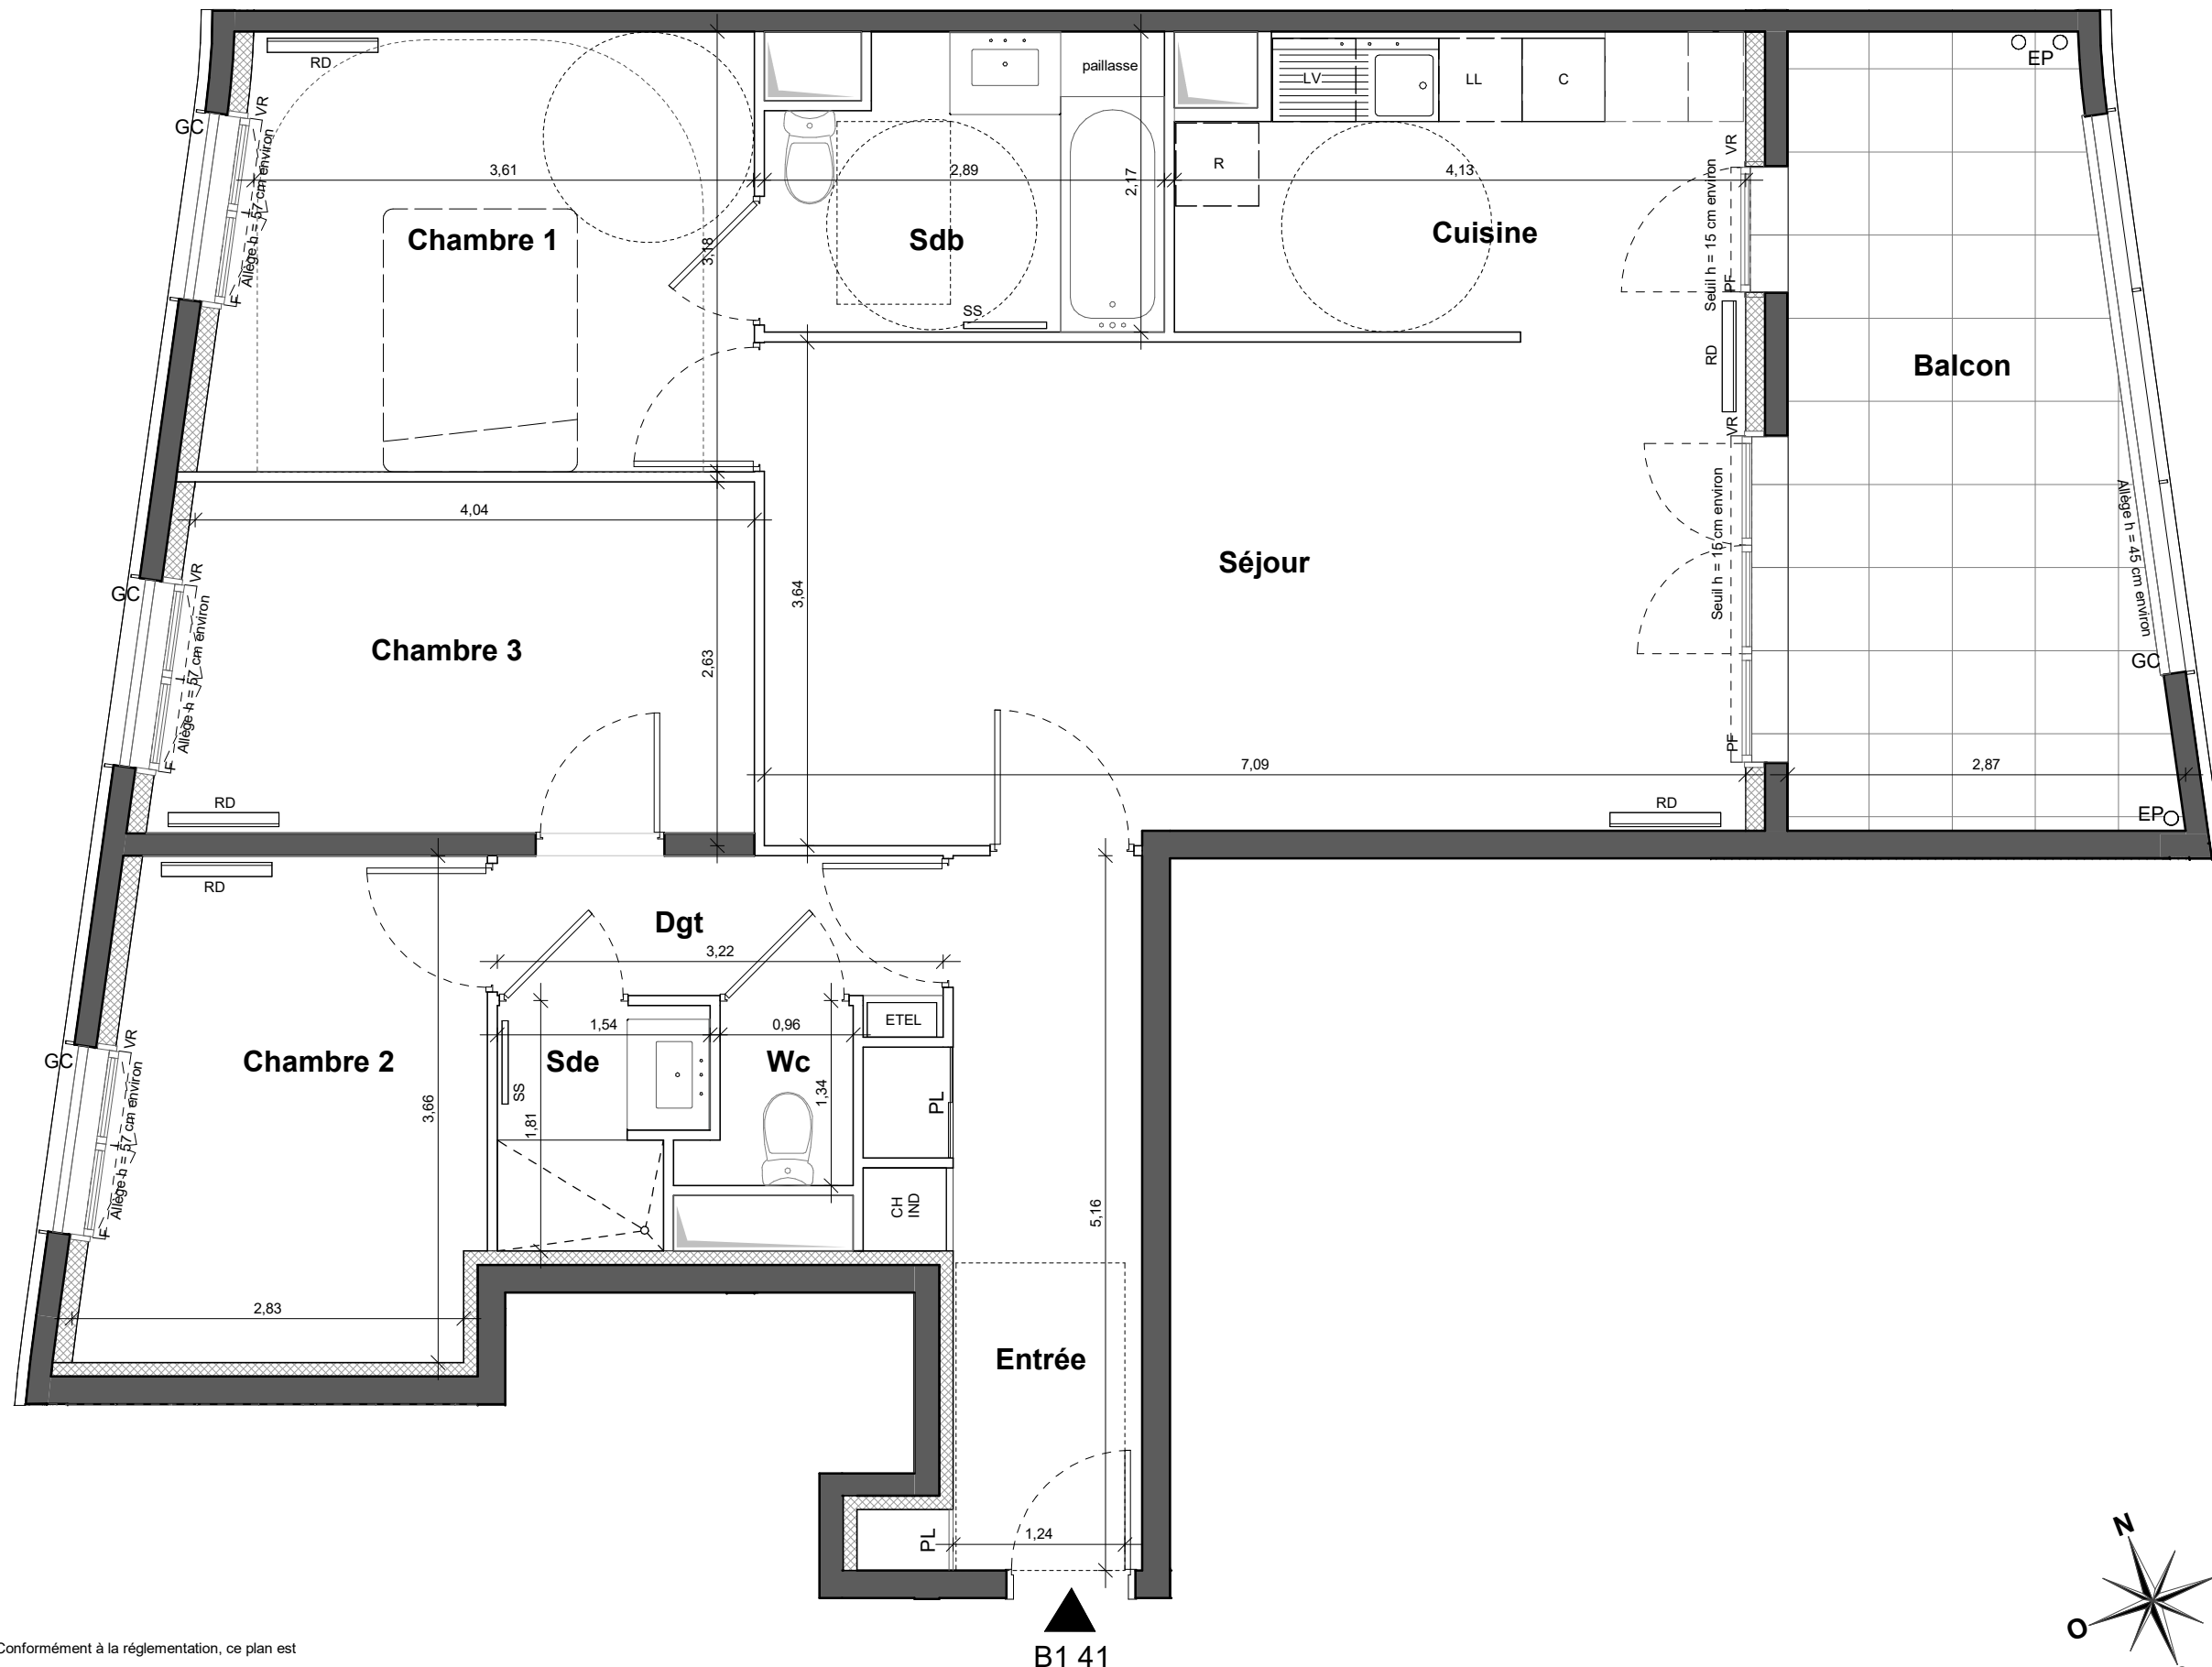 RD
paillasse
EP
LV
LL
C
GC
VR
Allège h = 57 cm environ
F
3,61
2,89
2,17
R
4,13
VR
Seuil h = 15 cm environ
PF
Chambre 1
3,18
Sdb
Cuisine
SS
RD
Balcon
VR
4,04
Séjour
Seuil h = 15 cm environ
Allège h = 45 cm environ
GC
VR
Allège h = 57 cm environ
F
3,64
Chambre 3
2,63
GC
PF
7,09
2,87
RD
RD
EP
RD
Dgt
3,22
ETEL
1,54
0,96
GC
VR
Allège h = 57 cm environ
F
Chambre 2
Sde
Wc
SS
1,34
PL
3,66
1,81
CH
IND
5,16
2,83
Entrée
PL
1,24
N
O
B1 41
Conformément à la réglementation, ce plan est